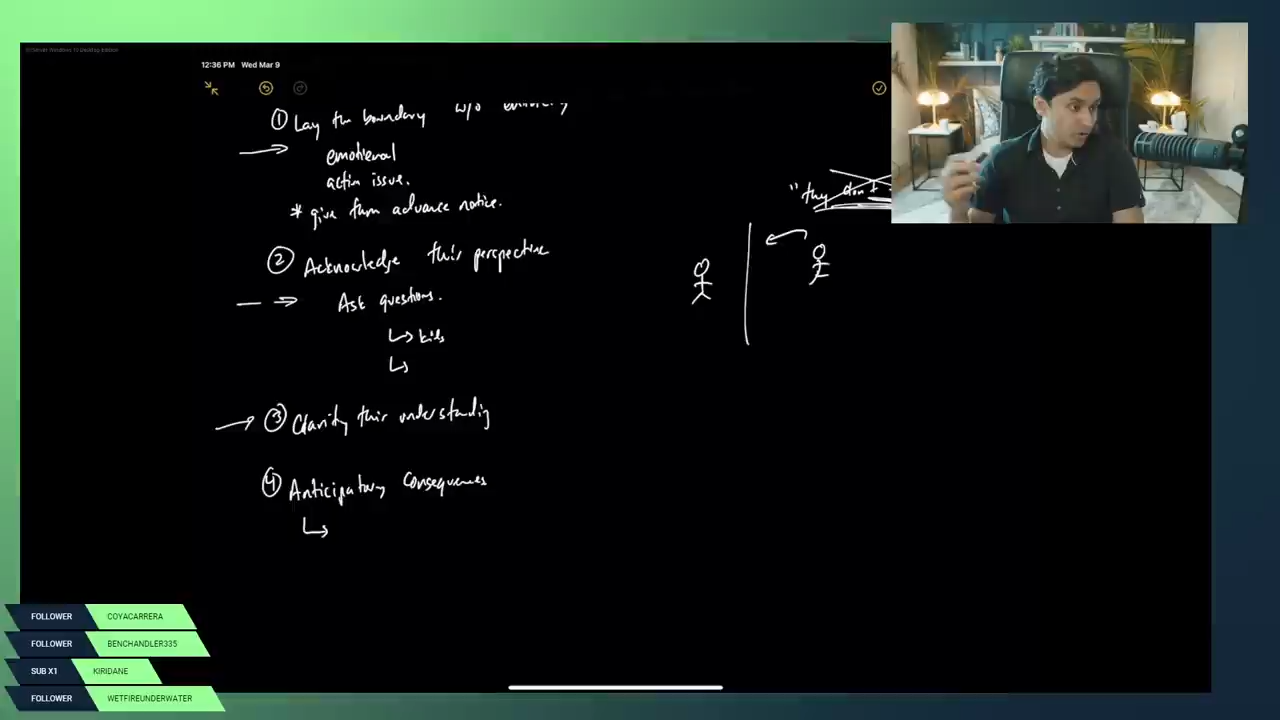 12:36 PM Wed Mar 9
① Lay the boundary w/o
emotional
action issue.
* give them advance notice.
"they don't
② Acknowledge their perspective
Ask questions.
↳ kids
↳
③ Clarify their understanding
④ Anticipatory Consequences
↳
FOLLOWER COYACARRERA
FOLLOWER BENCHANDLER335
SUB X1 KIRIDANE
FOLLOWER WETFIREUNDERWATER